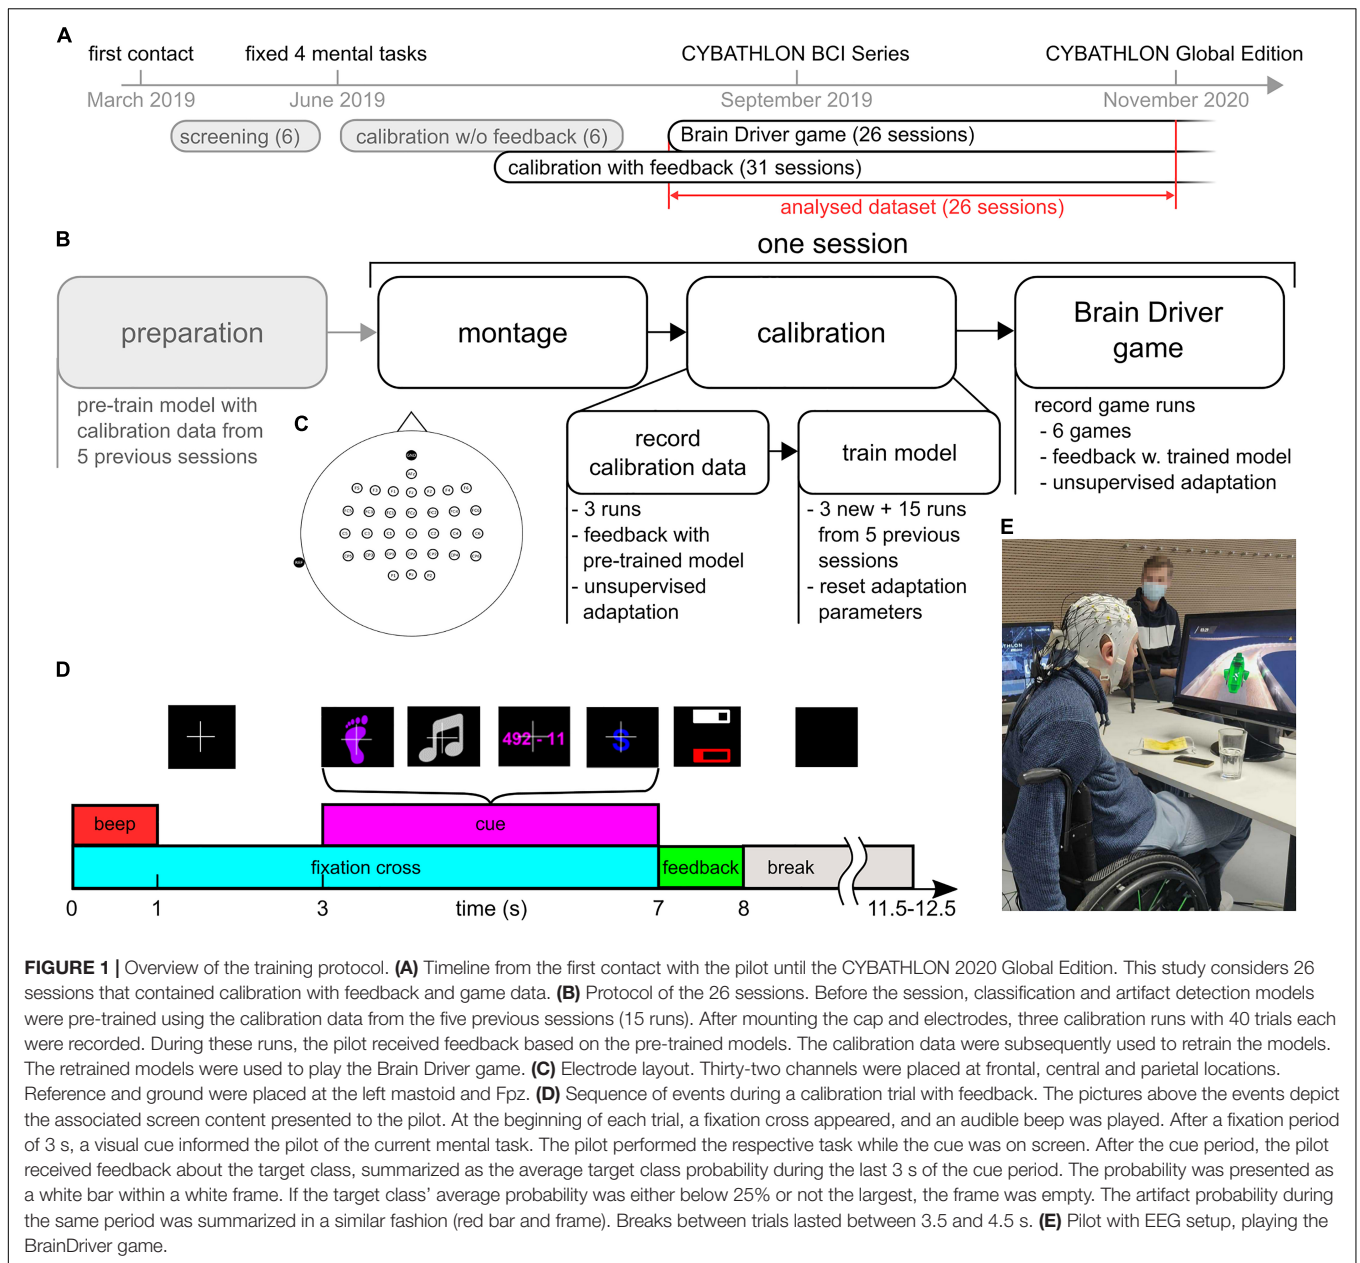 A
first contact
fixed 4 mental tasks
CYBATHLON BCI Series
CYBATHLON Global Edition
March 2019
June 2019
September 2019
November 2020
screening (6)
calibration w/o feedback (6)
Brain Driver game (26 sessions)
calibration with feedback (31 sessions)
analysed dataset (26 sessions)
B
one session
preparation
montage
calibration
Brain Driver
game
pre-train model with
calibration data from
5 previous sessions
record
calibration data
train model
record game runs
- 6 games
- feedback w. trained model
- unsupervised adaptation
- 3 runs
- feedback with
pre-trained model
- unsupervised
adaptation
- 3 new + 15 runs
from 5 previous
sessions
- reset adaptation
parameters
C
E
D
492 - 11
S
beep
cue
fixation cross
feedback
break
0
1
3
time (s)
7
8
11.5-12.5
FIGURE 1 | Overview of the training protocol. (A) Timeline from the first contact with the pilot until the CYBATHLON 2020 Global Edition. This study considers 26
sessions that contained calibration with feedback and game data. (B) Protocol of the 26 sessions. Before the session, classification and artifact detection models
were pre-trained using the calibration data from the five previous sessions (15 runs). After mounting the cap and electrodes, three calibration runs with 40 trials each
were recorded. During these runs, the pilot received feedback based on the pre-trained models. The calibration data were subsequently used to retrain the models.
The retrained models were used to play the Brain Driver game. (C) Electrode layout. Thirty-two channels were placed at frontal, central and parietal locations.
Reference and ground were placed at the left mastoid and Fpz. (D) Sequence of events during a calibration trial with feedback. The pictures above the events depict
the associated screen content presented to the pilot. At the beginning of each trial, a fixation cross appeared, and an audible beep was played. After a fixation period
of 3 s, a visual cue informed the pilot of the current mental task. The pilot performed the respective task while the cue was on screen. After the cue period, the pilot
received feedback about the target class, summarized as the average target class probability during the last 3 s of the cue period. The probability was presented as
a white bar within a white frame. If the target class' average probability was either below 25% or not the largest, the frame was empty. The artifact probability during
the same period was summarized in a similar fashion (red bar and frame). Breaks between trials lasted between 3.5 and 4.5 s. (E) Pilot with EEG setup, playing the
BrainDriver game.